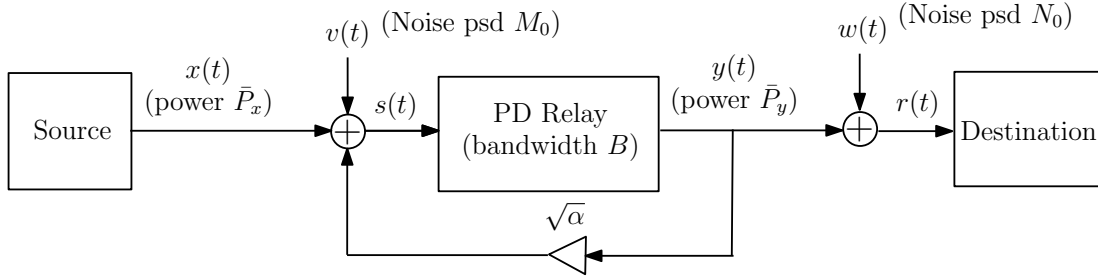 v(t) (Noise psd M₀)
w(t) (Noise psd N₀)
x(t)
(power P̄ₓ)
y(t)
(power P̄ᵧ)
Source
s(t)
PD Relay
(bandwidth B)
r(t)
Destination
√α